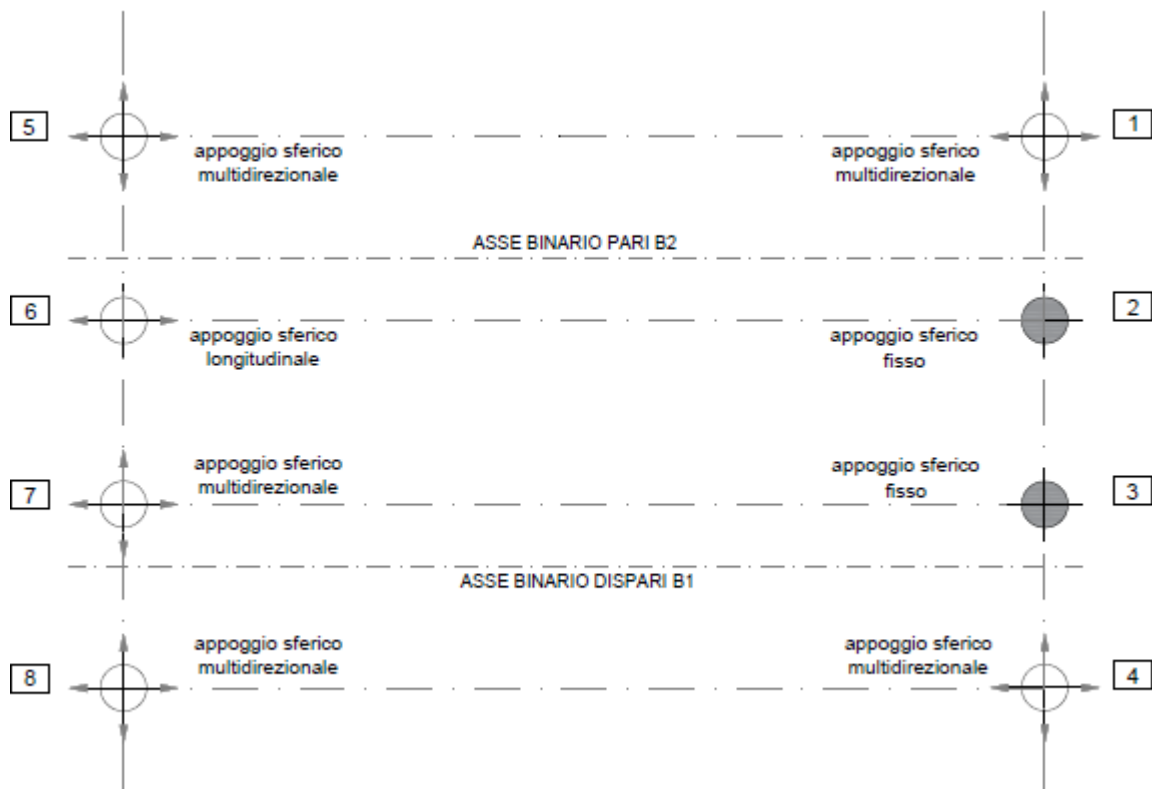 5
appoggio sferico
multidirezionale
appoggio sferico
multidirezionale
1
ASSE BINARIO PARI B2
6
appoggio sferico
longitudinale
appoggio sferico
fisso
2
7
appoggio sferico
multidirezionale
appoggio sferico
fisso
3
ASSE BINARIO DISPARI B1
8
appoggio sferico
multidirezionale
appoggio sferico
multidirezionale
4